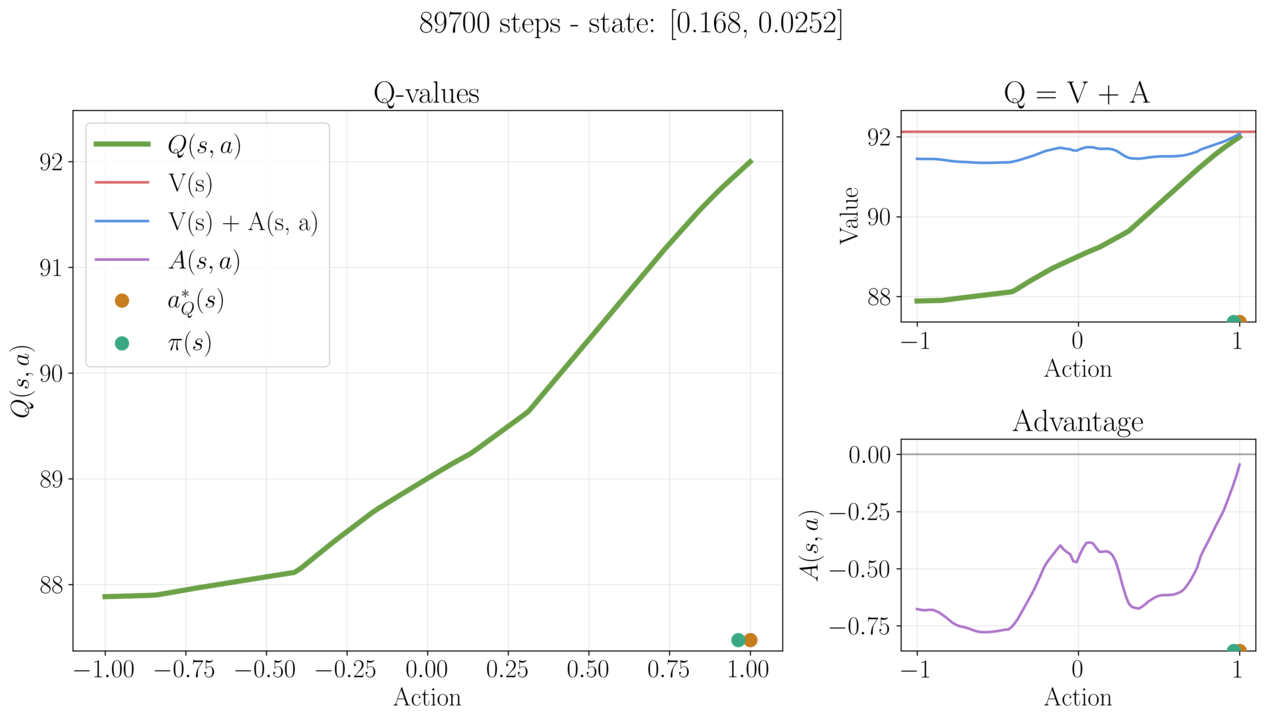 89700 steps - state: [0.168, 0.0252]
Q-values
Q(s, a)
V(s)
V(s) + A(s, a)
A(s, a)
a*_Q(s)
π(s)
Q(s, a)
92
91
90
89
88
−1.00 −0.75 −0.50 −0.25 0.00 0.25 0.50 0.75 1.00
Action
Q = V + A
Value
92
90
88
−1 0 1
Action
Advantage
A(s, a)
0.00
−0.25
−0.50
−0.75
−1 0 1
Action